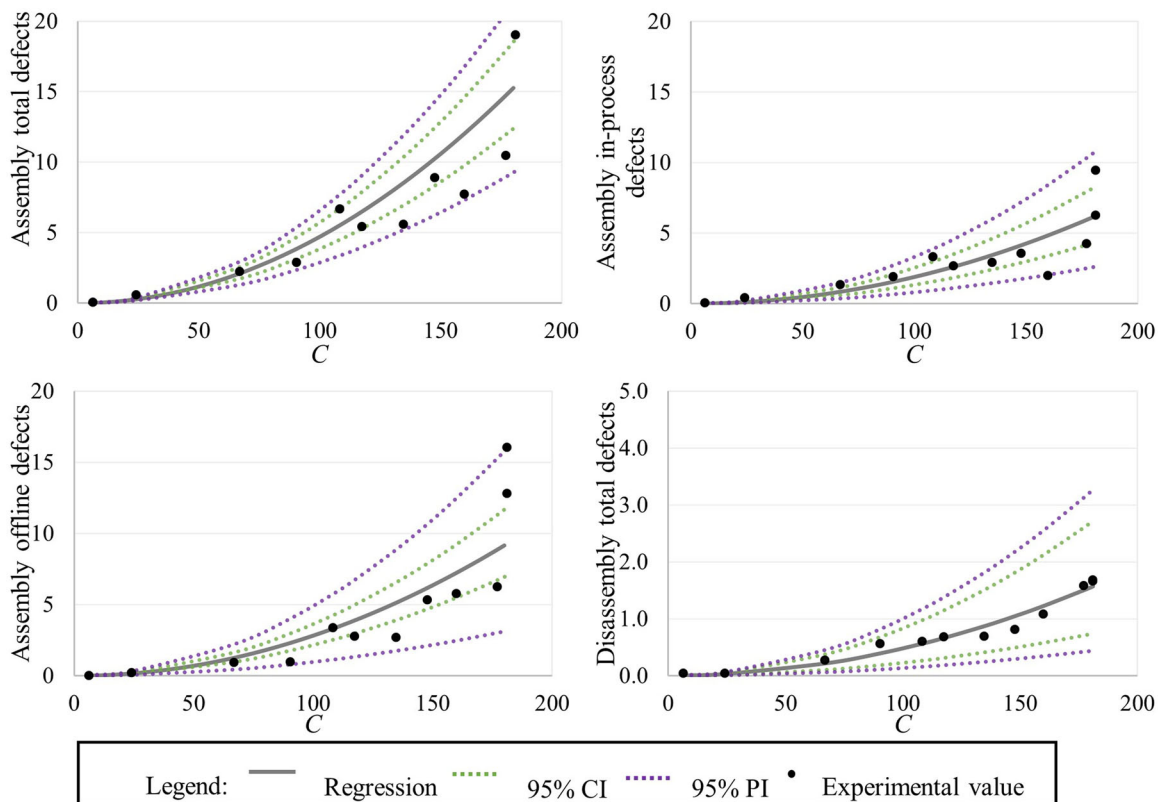 Assembly total defects
20
15
10
5
0
0 50 100 150 200
C
Assembly in-process
defects
20
15
10
5
0
0 50 100 150 200
C
Assembly offline defects
20
15
10
5
0
0 50 100 150 200
C
Disassembly total defects
5.0
4.0
3.0
2.0
1.0
0.0
0 50 100 150 200
C
Legend: Regression 95% CI 95% PI Experimental value